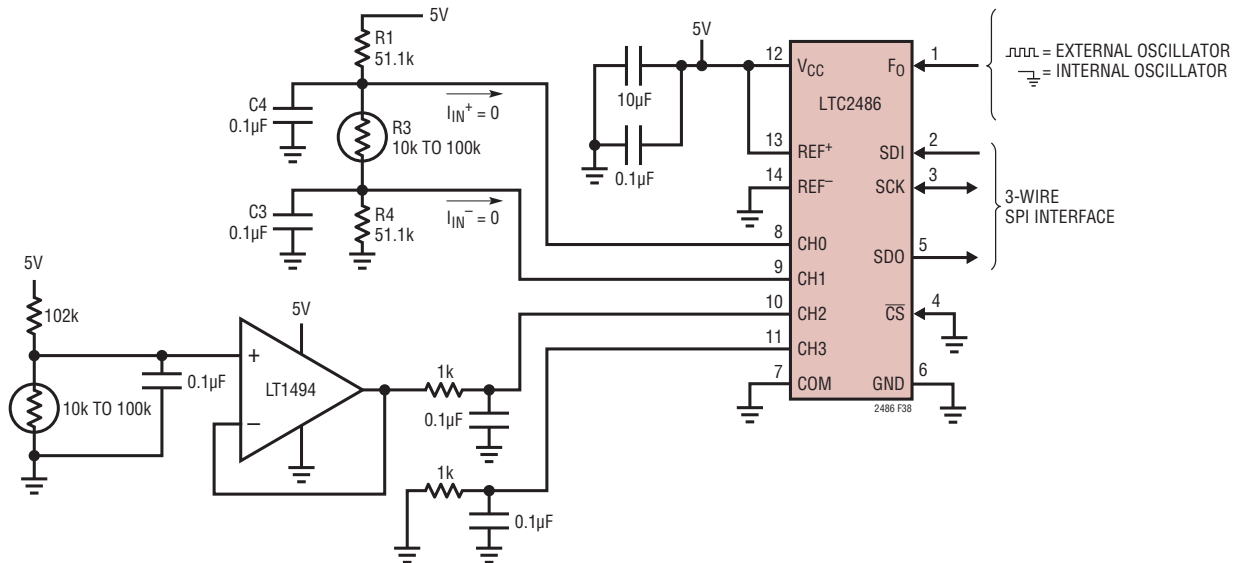 5V
R1
51.1k
C4
0.1µF
IIN+ = 0
R3
10k TO 100k
C3
0.1µF
R4
51.1k
IIN– = 0
5V
102k
10k TO 100k
0.1µF
5V
+
LT1494
–
1k
0.1µF
1k
0.1µF
5V
10µF
0.1µF
12
VCC
13
REF+
14
REF–
8
CH0
9
CH1
10
CH2
11
CH3
7
COM
LTC2486
FO
1
SDI
2
SCK
3
SDO
5
CS
4
GND
6
2486 F38
= EXTERNAL OSCILLATOR
= INTERNAL OSCILLATOR
3-WIRE
SPI INTERFACE